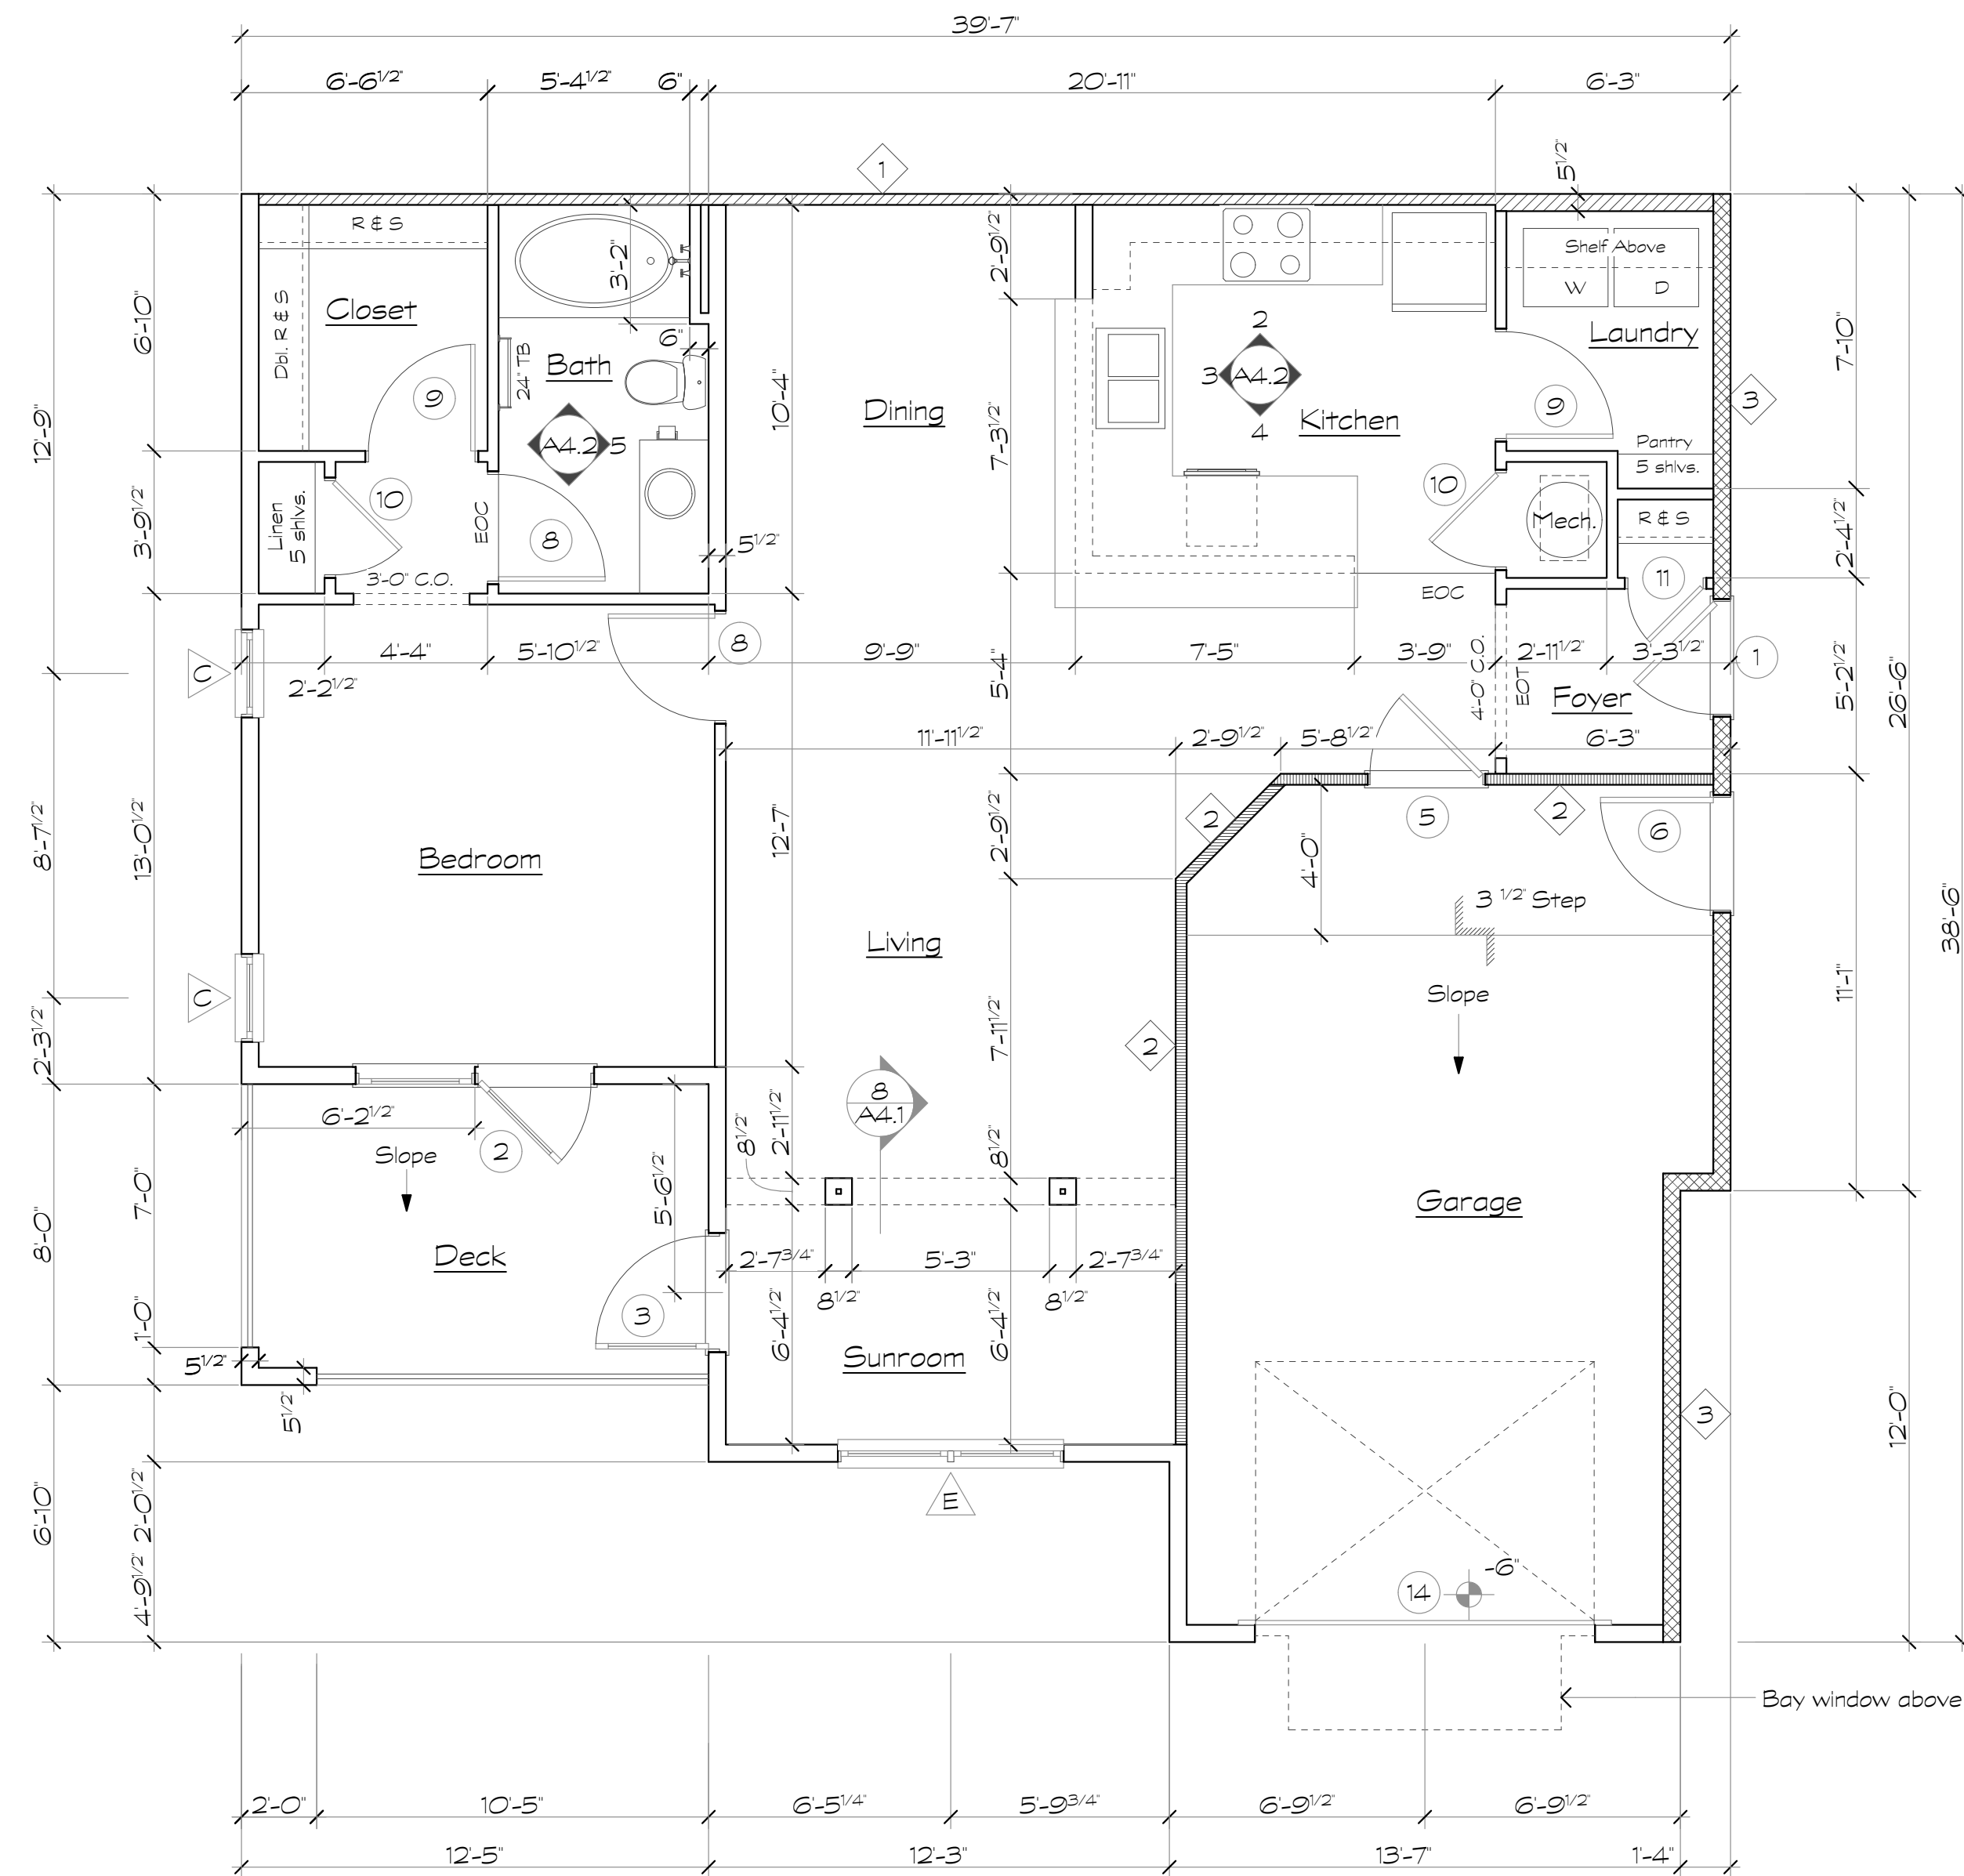 39'-7"
6'-6 1/2" 5'-4 1/2" 6" 20'-11" 6'-3"
1
5 1/2"
R & S
Shelf Above
W D
2'-9 1/2"
3'-2"
Closet
Dbl. R & S
6'-10"
6"
Bath
24" TB
2
3 A4.2
4
Laundry
7'-10"
9
3
10'-4"
Dining
Kitchen
9
12'-9"
A4.2 5
7'-3 1/2"
Pantry
5 shlvs.
10
10
Linen
5 shlvs.
EOC
8
3'-9 1/2"
5 1/2"
Mech.
R & S
2'-4 1/2"
3'-0" C.O.
11
EOC
8
C
4'-4" 5'-10 1/2" 9'-9" 7'-5" 3'-9" 2'-11 1/2" 3'-3 1/2"
1
2'-2 1/2"
5'-4"
4'-0" C.O.
EOT
Foyer
5'-2 1/2"
26'-6"
11'-11 1/2" 2'-9 1/2" 5'-8 1/2" 6'-3"
8'-7 1/2"
13'-0 1/2"
12'-7"
2'-9 1/2"
2
5
2
6
Bedroom
4'-0"
3 1/2" Step
38'-6"
Living
C
11'-1"
Slope
2'-3 1/2"
7'-11 1/2"
2
8
A4.1
6'-2 1/2"
2
Slope
8 1/2"
2'-11 1/2"
8 1/2"
7'-0"
5'-6 1/2"
Garage
8'-0"
Deck
2'-7 3/4" 5'-3" 2'-7 3/4"
8 1/2" 8 1/2"
3
1'-0"
6'-4 1/2"
6'-4 1/2"
Sunroom
5 1/2"
5 1/2"
3
12'-0"
E
6'-10"
2'-0 1/2"
4'-9 1/2"
-6"
14
Bay window above
2'-0" 10'-5" 6'-5 1/4" 5'-9 3/4" 6'-9 1/2" 6'-9 1/2"
12'-5" 12'-3" 13'-7" 1'-4"